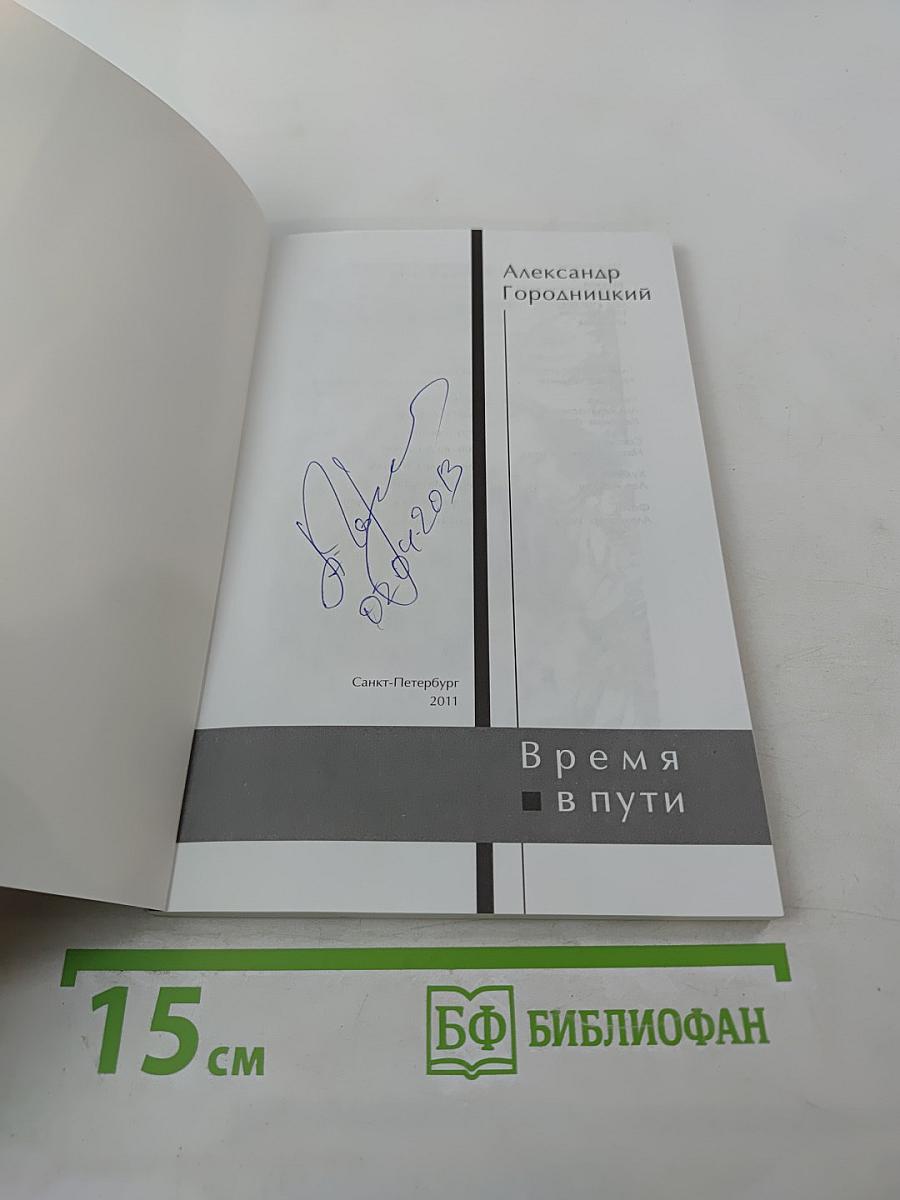 Александр
Городницкий
Санкт-Петербург
2011
Время
в пути
15 см
БФ БИБЛИОФАН